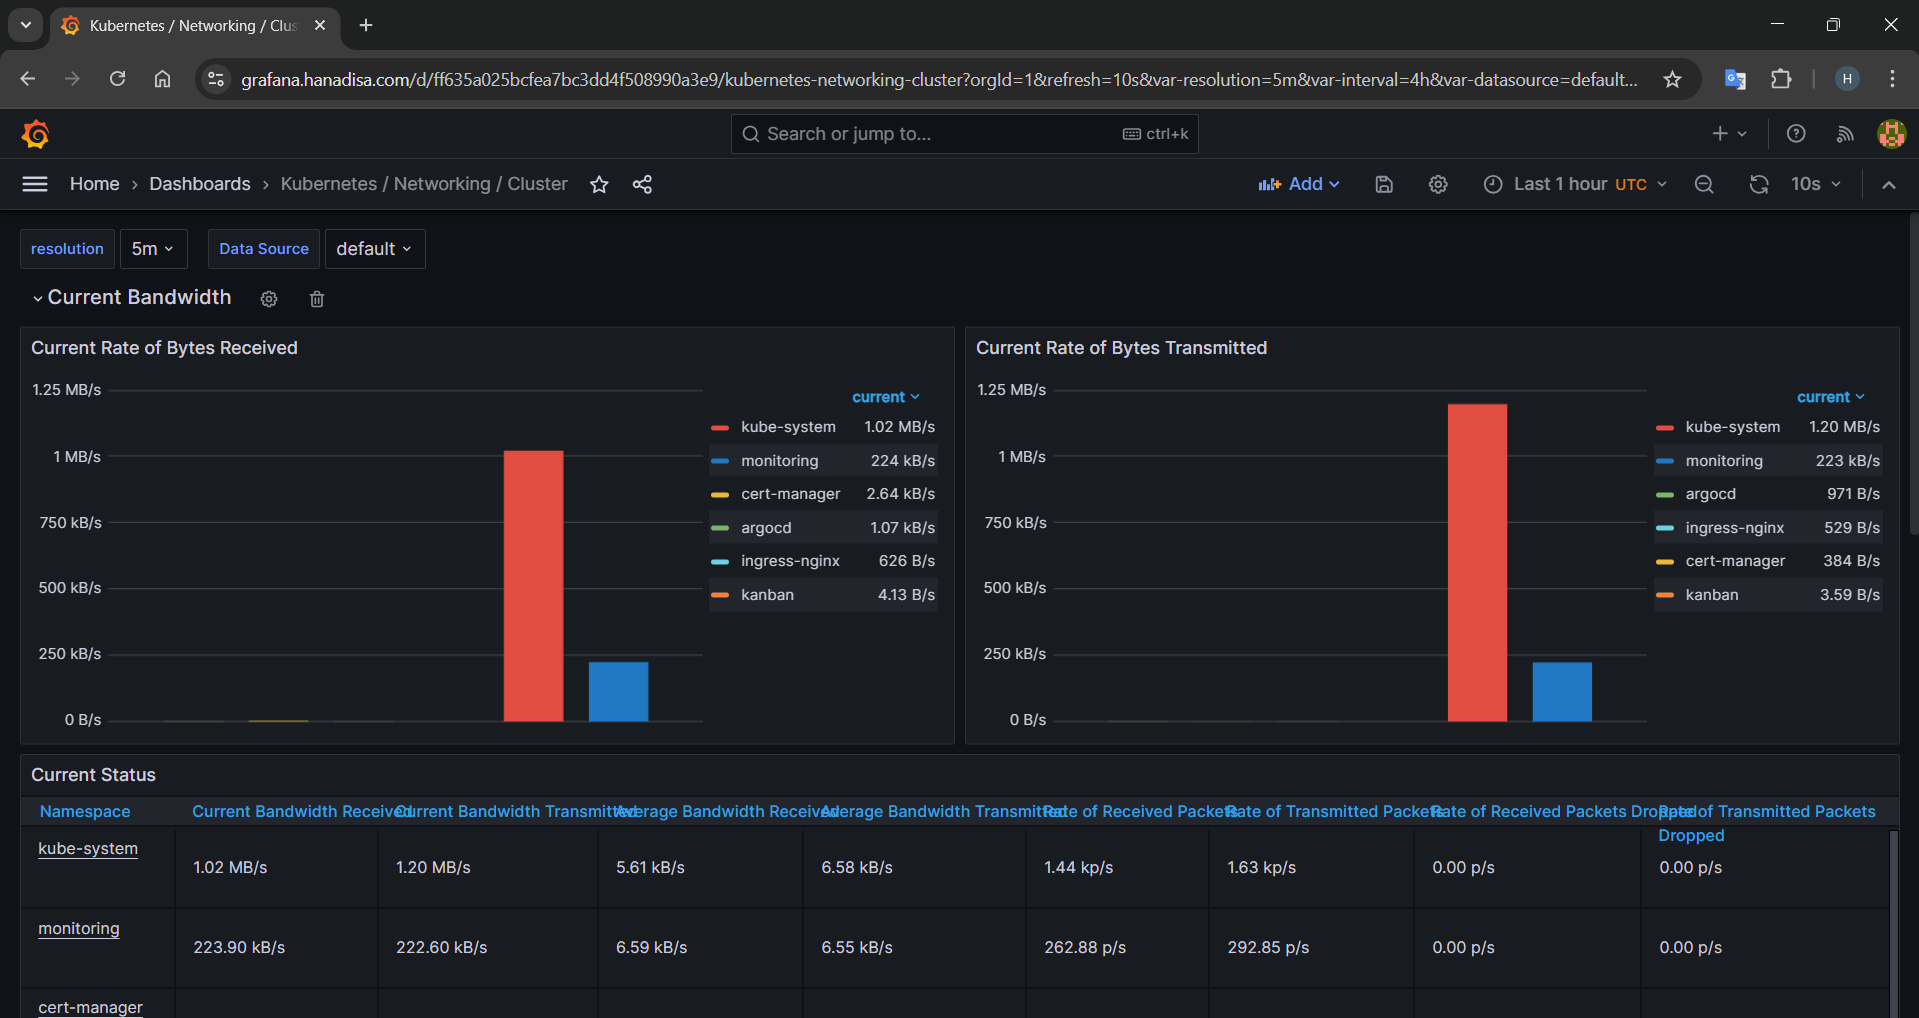 Kubernetes / Networking / Clus
grafana.hanadisa.com/d/ff635a025bcfea7bc3dd4f508990a3e9/kubernetes-networking-cluster?orgId=1&refresh=10s&var-resolution=5m&var-interval=4h&var-datasource=default...
H
Search or jump to... ctrl+k
Home › Dashboards › Kubernetes / Networking / Cluster
Add
Last 1 hour UTC
10s
resolution 5m Data Source default
Current Bandwidth
Current Rate of Bytes Received
1.25 MB/s
1 MB/s
750 kB/s
500 kB/s
250 kB/s
0 B/s
current
kube-system 1.02 MB/s
monitoring 224 kB/s
cert-manager 2.64 kB/s
argocd 1.07 kB/s
ingress-nginx 626 B/s
kanban 4.13 B/s
Current Rate of Bytes Transmitted
1.25 MB/s
1 MB/s
750 kB/s
500 kB/s
250 kB/s
0 B/s
current
kube-system 1.20 MB/s
monitoring 223 kB/s
argocd 971 B/s
ingress-nginx 529 B/s
cert-manager 384 B/s
kanban 3.59 B/s
Current Status
Namespace Current Bandwidth Received Current Bandwidth Transmitted Average Bandwidth Received Average Bandwidth Transmitted Rate of Received Packets Rate of Transmitted Packets Rate of Received Packets Dropped Rate of Transmitted Packets
Dropped
kube-system 1.02 MB/s 1.20 MB/s 5.61 kB/s 6.58 kB/s 1.44 kp/s 1.63 kp/s 0.00 p/s 0.00 p/s
monitoring 223.90 kB/s 222.60 kB/s 6.59 kB/s 6.55 kB/s 262.88 p/s 292.85 p/s 0.00 p/s 0.00 p/s
cert-manager